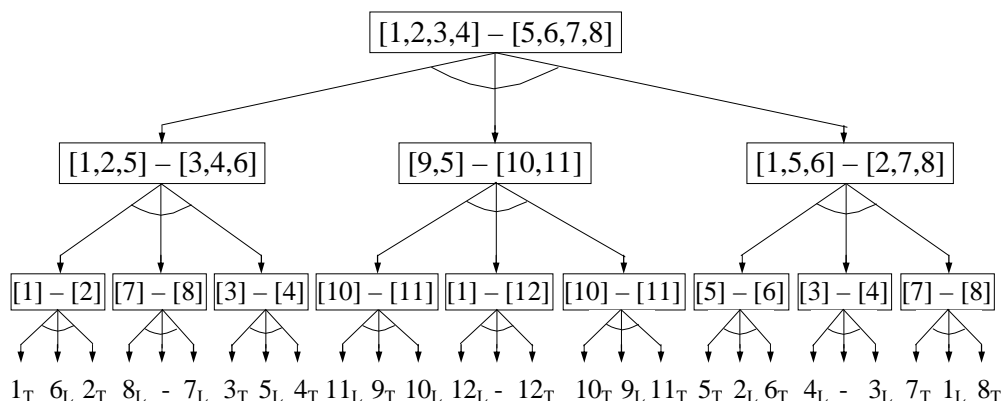 [1,2,3,4] – [5,6,7,8]
[1,2,5] – [3,4,6] [9,5] – [10,11] [1,5,6] – [2,7,8]
[1] – [2] [7] – [8] [3] – [4] [10] – [11] [1] – [12] [10] – [11] [5] – [6] [3] – [4] [7] – [8]
1T 6L 2T 8L - 7L 3T 5L 4T 11L 9T 10L 12L - 12T 10T 9L 11T 5T 2L 6T 4L - 3L 7T 1L 8T